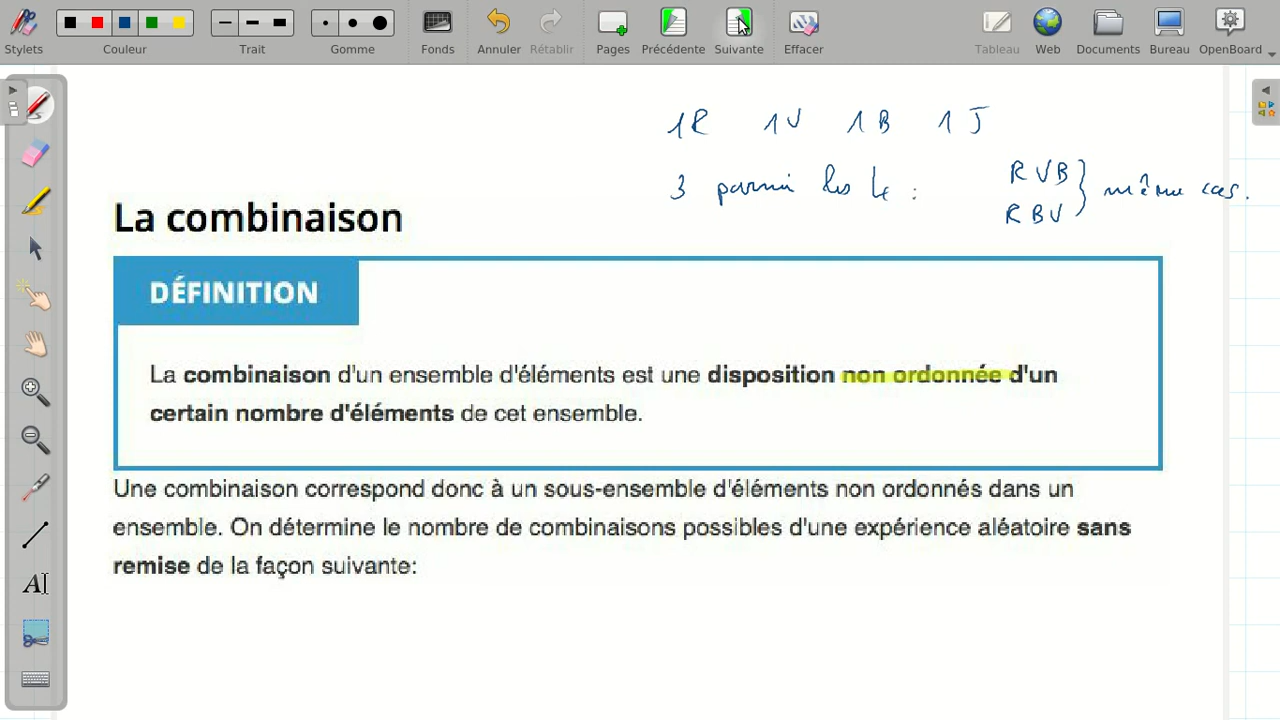 Stylets Couleur Trait Gomme Fonds Annuler Rétablir Pages Précédente Suivante Effacer Tableau Web Documents Bureau OpenBoard
1R 1V 1B 1J
3 parmi les 4 :
RVB
RBV
même cas.
La combinaison
DÉFINITION
La combinaison d'un ensemble d'éléments est une disposition non ordonnée d'un
certain nombre d'éléments de cet ensemble.
Une combinaison correspond donc à un sous-ensemble d'éléments non ordonnés dans un
ensemble. On détermine le nombre de combinaisons possibles d'une expérience aléatoire sans
remise de la façon suivante: